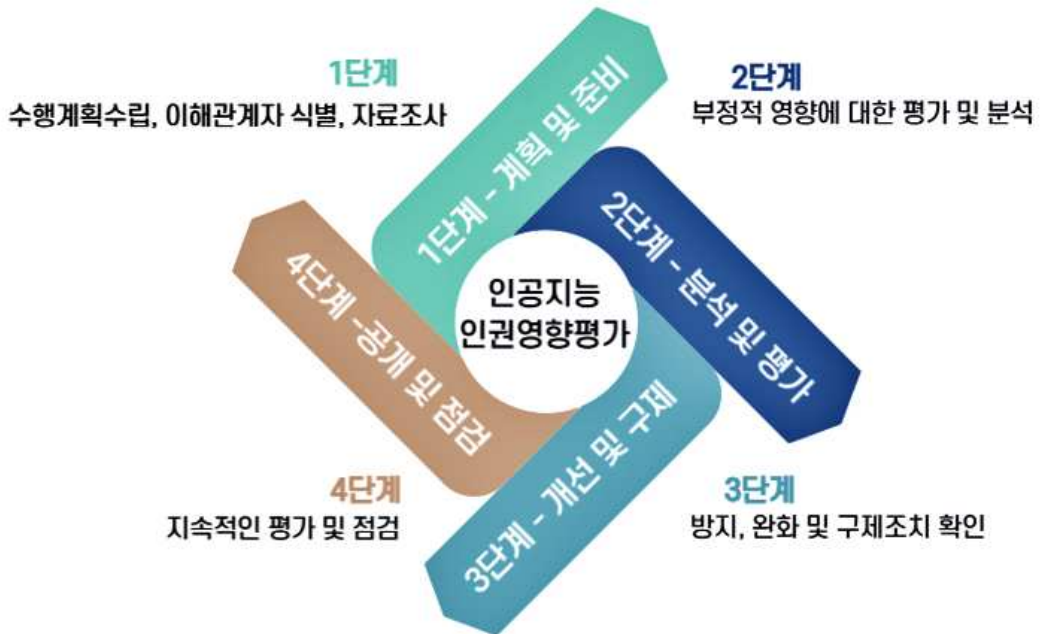 1단계
수행계획수립, 이해관계자 식별, 자료조사
2단계
부정적 영향에 대한 평가 및 분석
1단계 - 계획 및 준비
2단계 - 분석 및 평가
인공지능
인권영향평가
4단계 -공개 및 점검
3단계 - 개선 및 구제
4단계
지속적인 평가 및 점검
3단계
방지, 완화 및 구제조치 확인